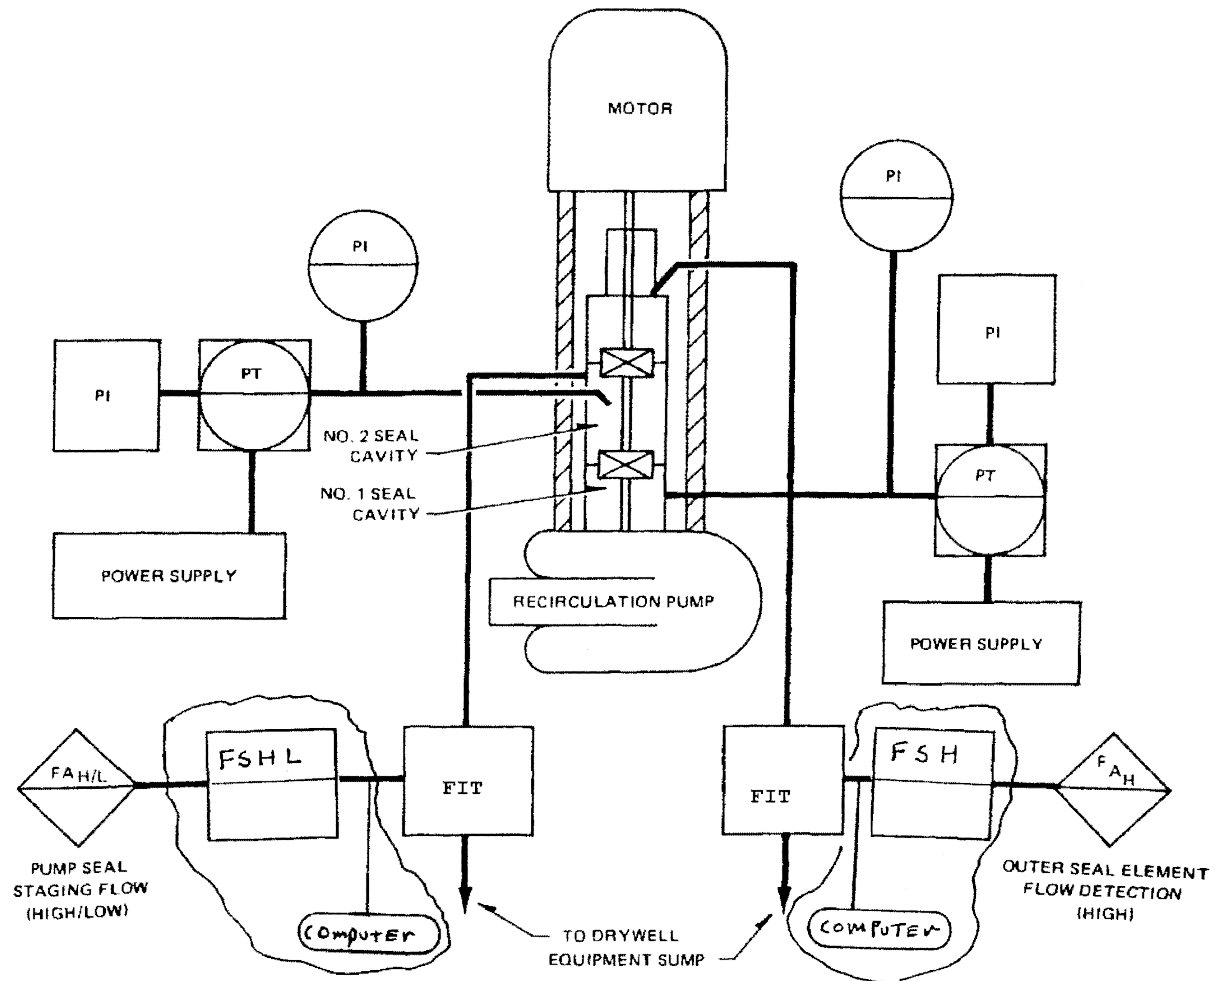 MOTOR
PI
PI
PI
PT
PI
PT
NO. 2 SEAL
CAVITY
NO. 1 SEAL
CAVITY
POWER SUPPLY
RECIRCULATION PUMP
POWER SUPPLY
FAH/L
FSHL
FIT
FIT
FSH
FAH
PUMP SEAL
STAGING FLOW
(HIGH/LOW)
OUTER SEAL ELEMENT
FLOW DETECTION
(HIGH)
COMPUTER
COMPUTER
TO DRYWELL
EQUIPMENT SUMP